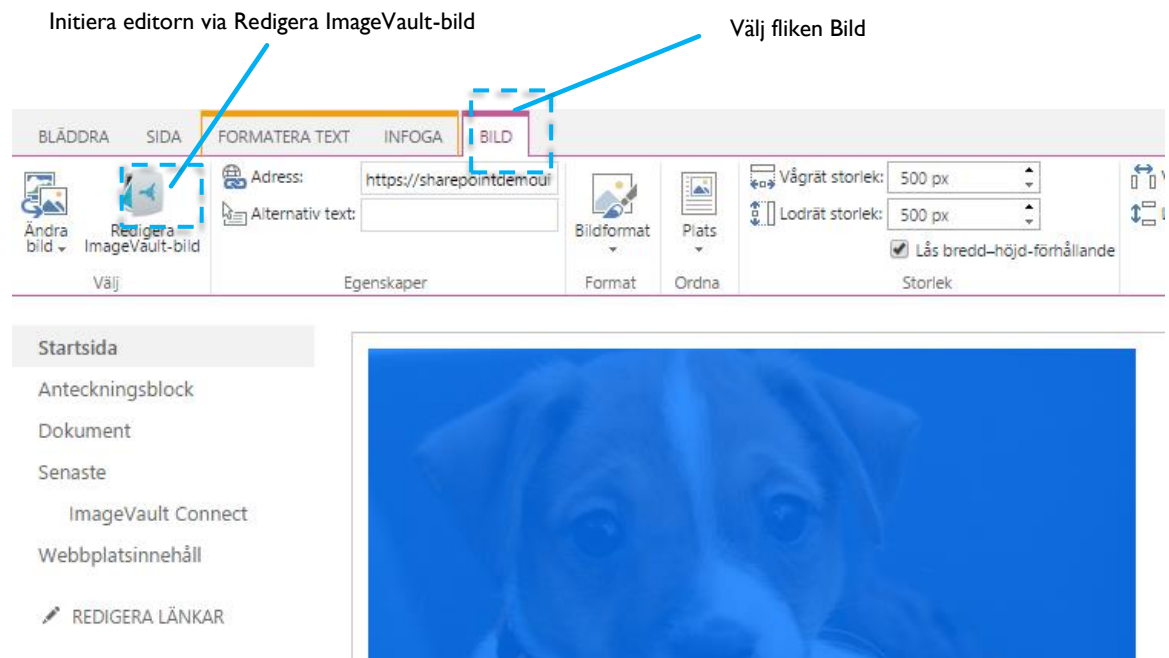 Initiera editorn via Redigera ImageVault-bild
Välj fliken Bild
BLÄDDRA SIDA FORMATERA TEXT INFOGA BILD
Ändra bild
Redigera ImageVault-bild
Välj
Adress: https://sharepointdemoui
Alternativ text:
Egenskaper
Bildformat
Format
Plats
Ordna
Vågrät storlek: 500 px
Lodrät storlek: 500 px
Lås bredd–höjd-förhållande
Storlek
Startsida
Anteckningsblock
Dokument
Senaste
ImageVault Connect
Webbplatsinnehåll
REDIGERA LÄNKAR